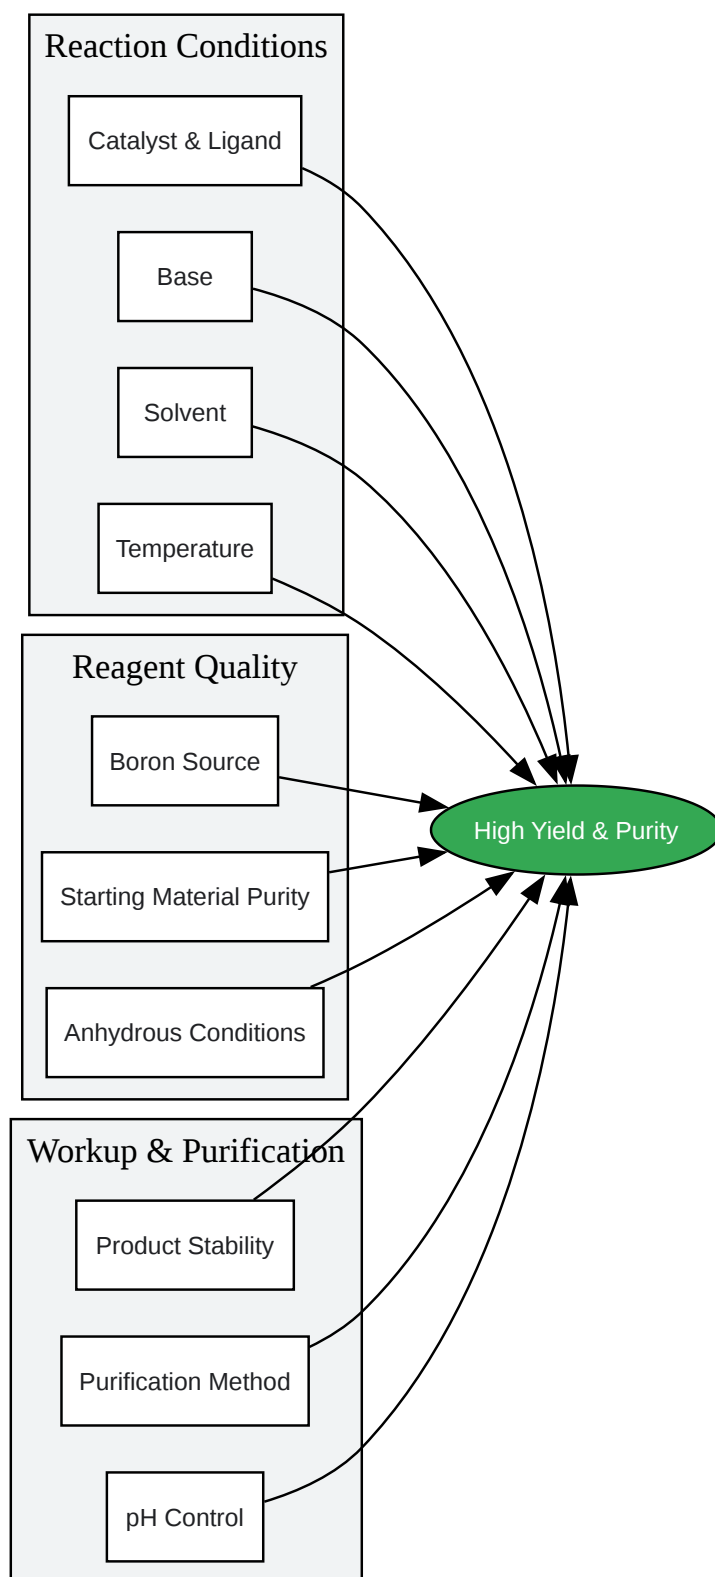 Reaction Conditions
Catalyst & Ligand
Base
Solvent
Temperature
Reagent Quality
Boron Source
High Yield & Purity
Starting Material Purity
Anhydrous Conditions
Workup & Purification
Product Stability
Purification Method
pH Control